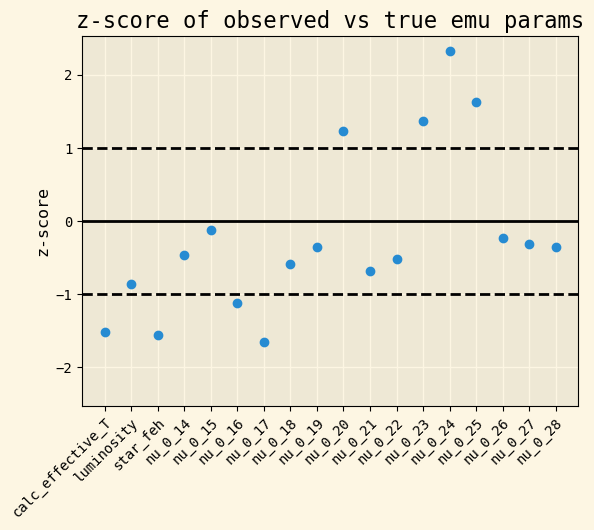 z-score of observed vs true emu params
z-score
2
1
0
−1
−2
calc_effective_T
luminosity
star_feh
nu_0_14
nu_0_15
nu_0_16
nu_0_17
nu_0_18
nu_0_19
nu_0_20
nu_0_21
nu_0_22
nu_0_23
nu_0_24
nu_0_25
nu_0_26
nu_0_27
nu_0_28